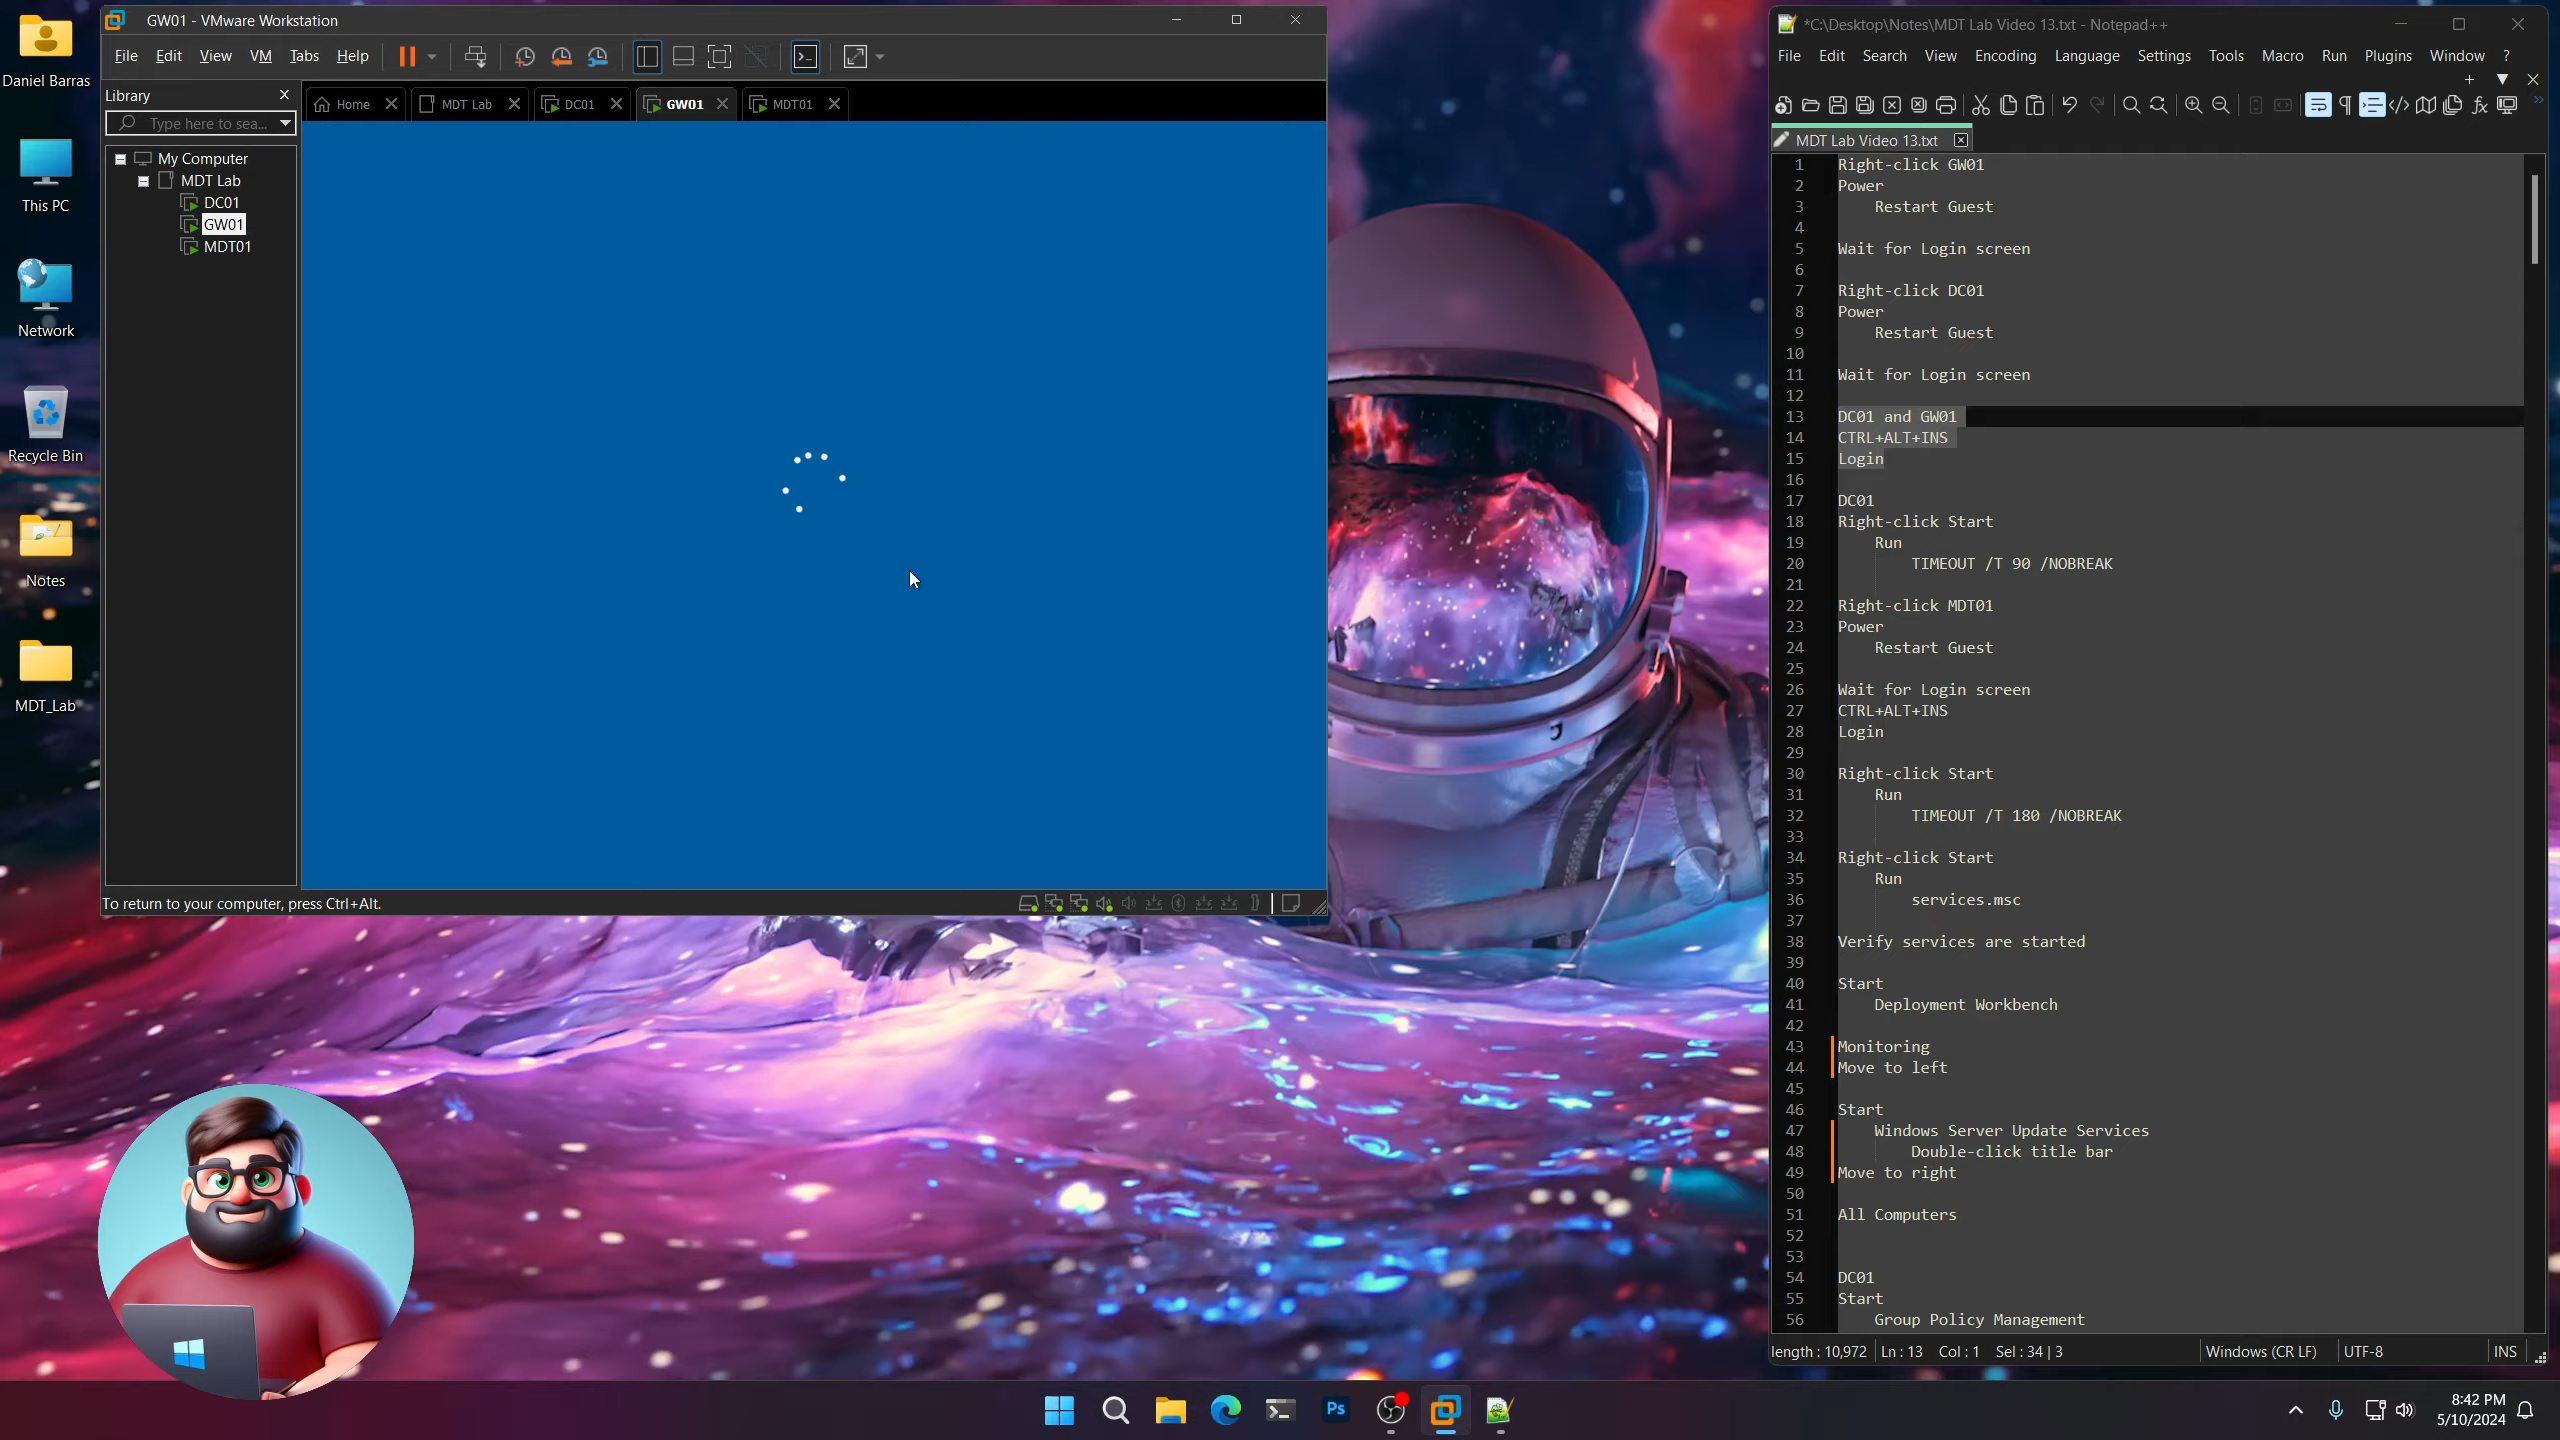 Daniel Barras
This PC
Network
Recycle Bin
Notes
MDT_Lab
GW01 - VMware Workstation
File Edit View VM Tabs Help
Library
Type here to sea...
My Computer
MDT Lab
DC01
GW01
MDT01
Home
MDT Lab
DC01
GW01
MDT01
To return to your computer, press Ctrl+Alt.
*C:\Desktop\Notes\MDT Lab Video 13.txt - Notepad++
File Edit Search View Encoding Language Settings Tools Macro Run Plugins Window ?
MDT Lab Video 13.txt
1 Right-click GW01
2 Power
3 Restart Guest
4
5 Wait for Login screen
6
7 Right-click DC01
8 Power
9 Restart Guest
10
11 Wait for Login screen
12
13 DC01 and GW01
14 CTRL+ALT+INS
15 Login
16
17 DC01
18 Right-click Start
19 Run
20 TIMEOUT /T 90 /NOBREAK
21
22 Right-click MDT01
23 Power
24 Restart Guest
25
26 Wait for Login screen
27 CTRL+ALT+INS
28 Login
29
30 Right-click Start
31 Run
32 TIMEOUT /T 180 /NOBREAK
33
34 Right-click Start
35 Run
36 services.msc
37
38 Verify services are started
39
40 Start
41 Deployment Workbench
42
43 Monitoring
44 Move to left
45
46 Start
47 Windows Server Update Services
48 Double-click title bar
49 Move to right
50
51 All Computers
52
53
54 DC01
55 Start
56 Group Policy Management
length : 10,972 Ln : 13 Col : 1 Sel : 34 | 3 Windows (CR LF) UTF-8 INS
Ps
8:42 PM
5/10/2024